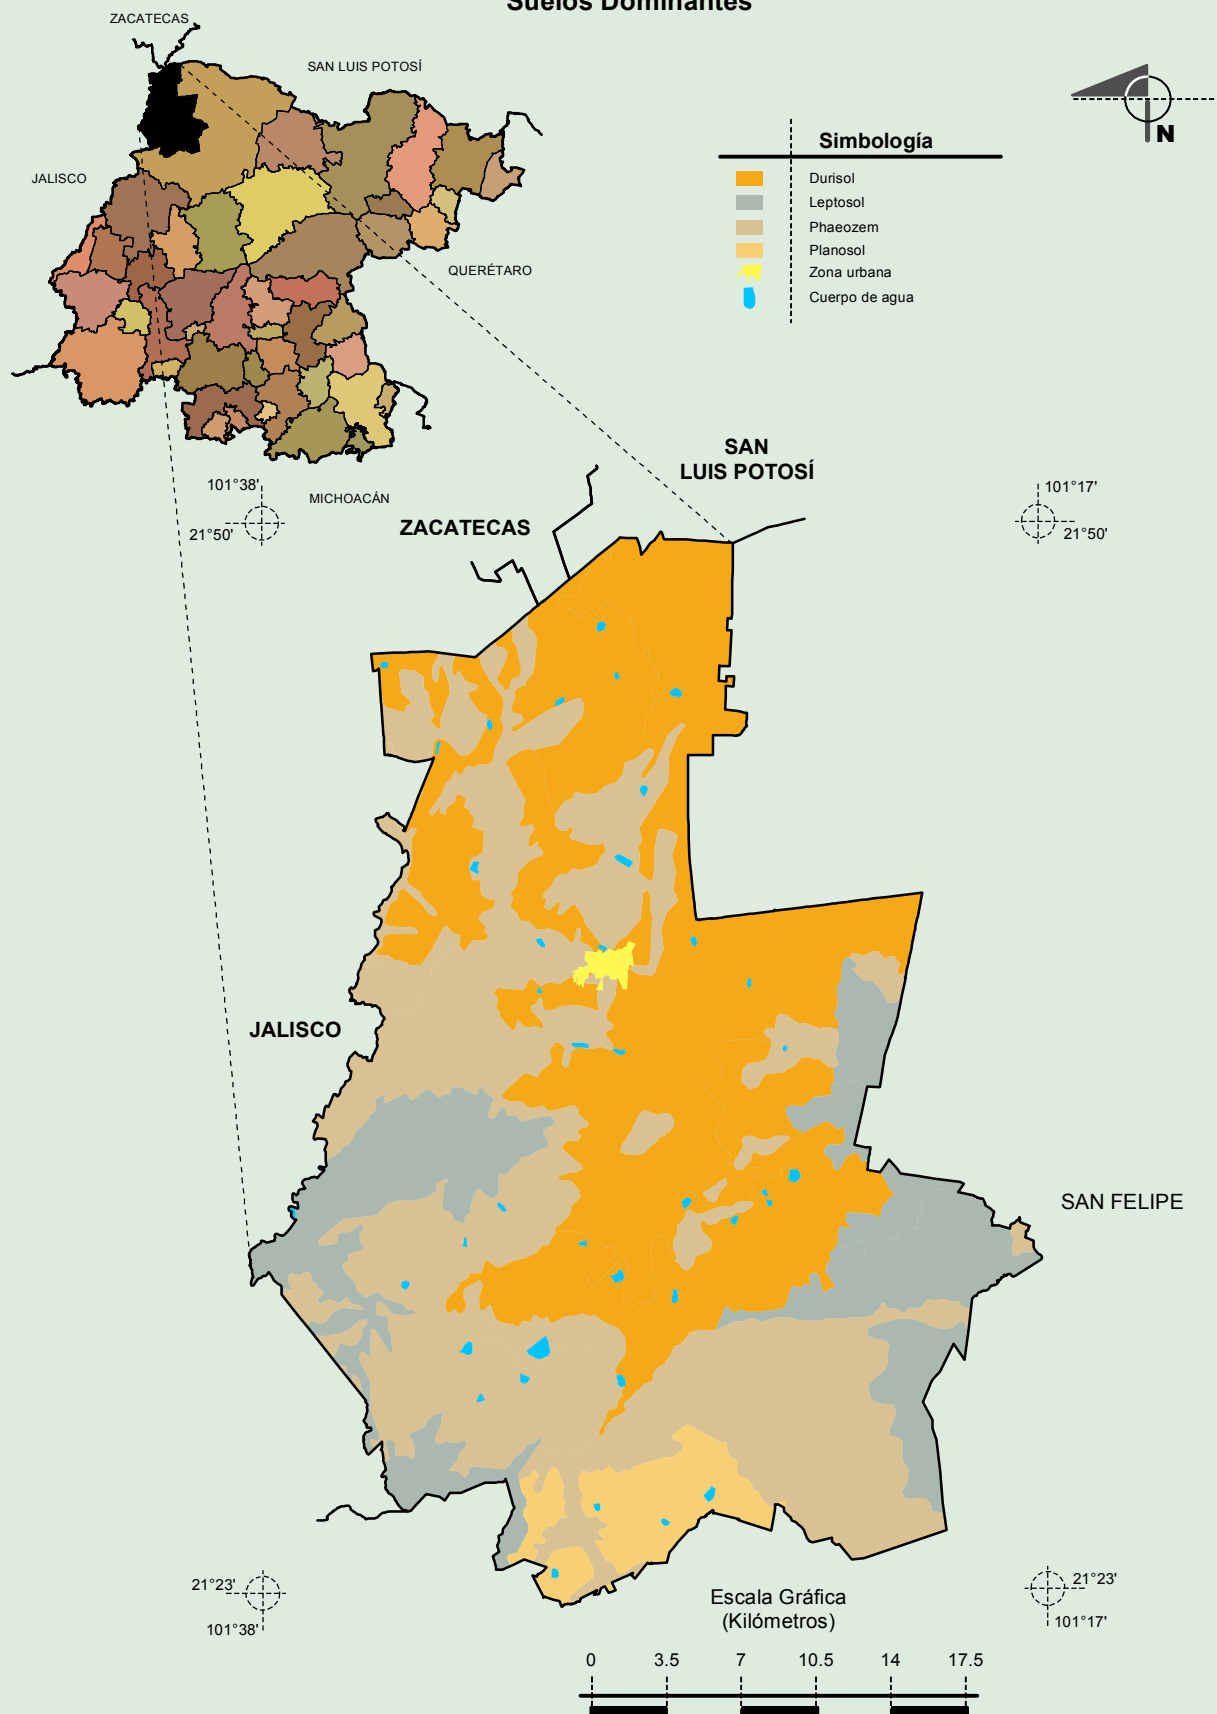 Suelos Dominantes
ZACATECAS
SAN LUIS POTOSÍ
JALISCO
QUERÉTARO
MICHOACÁN
N
Simbología
Durisol
Leptosol
Phaeozem
Planosol
Zona urbana
Cuerpo de agua
101°38'
21°50'
101°17'
21°50'
SAN
LUIS POTOSÍ
ZACATECAS
JALISCO
SAN FELIPE
21°23'
101°38'
21°23'
101°17'
Escala Gráfica
(Kilómetros)
0 3.5 7 10.5 14 17.5